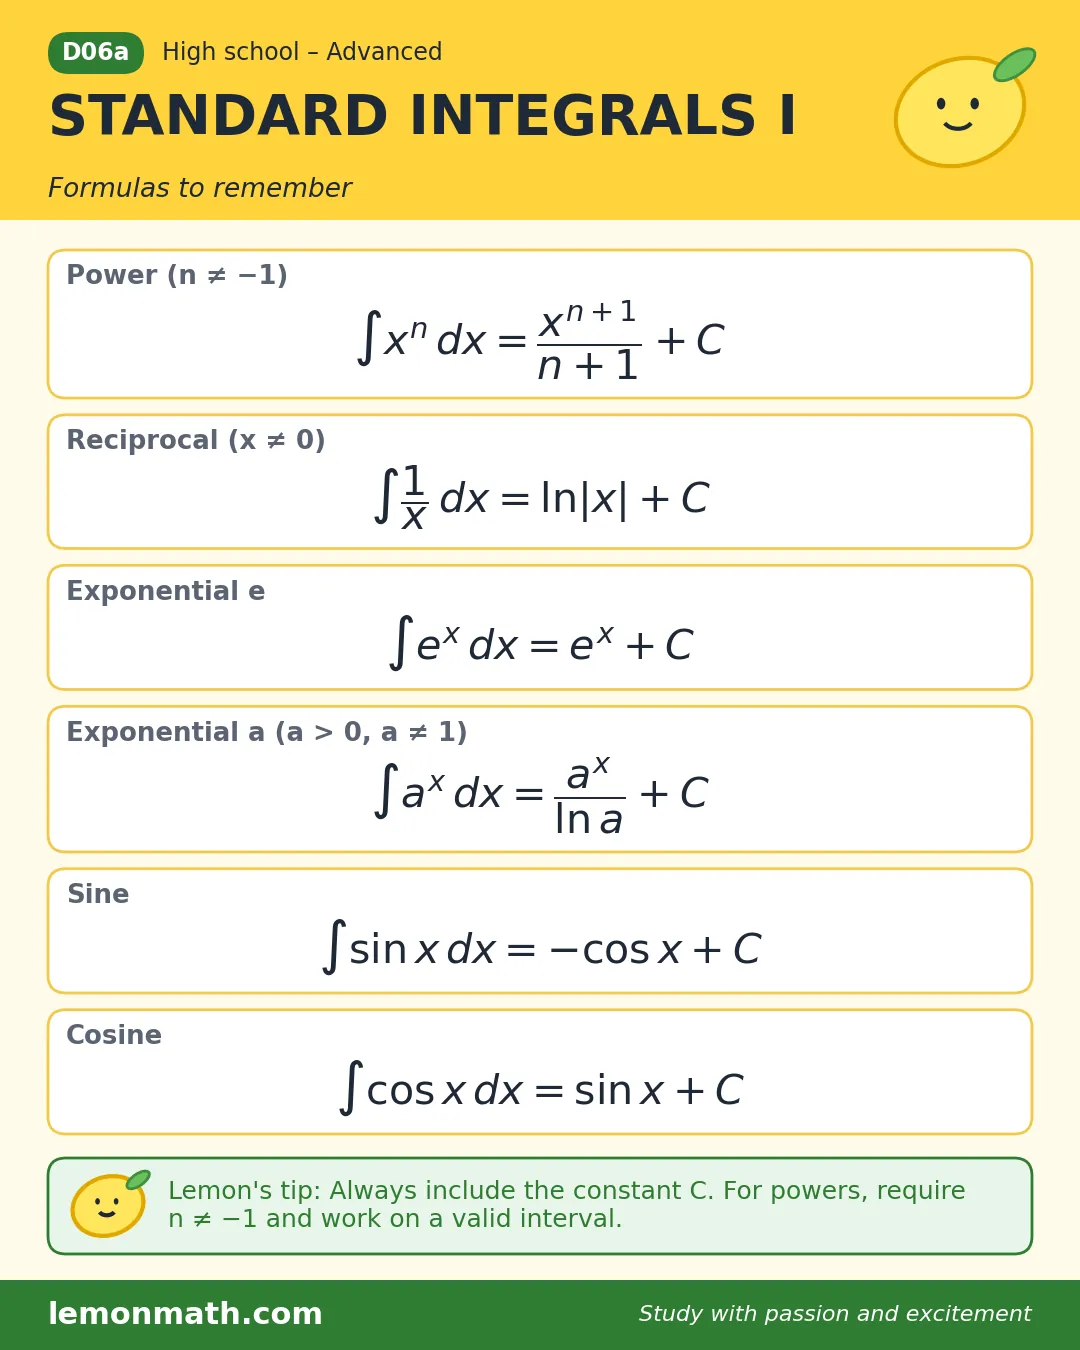 D06a High school – Advanced
STANDARD INTEGRALS I
Formulas to remember
Power (n ≠ −1)
∫xⁿ dx = xⁿ⁺¹/(n + 1) + C
Reciprocal (x ≠ 0)
∫1/x dx = ln|x| + C
Exponential e
∫eˣ dx = eˣ + C
Exponential a (a > 0, a ≠ 1)
∫aˣ dx = aˣ/ln a + C
Sine
∫sin x dx = −cos x + C
Cosine
∫cos x dx = sin x + C
Lemon's tip: Always include the constant C. For powers, require
n ≠ −1 and work on a valid interval.
lemonmath.com
Study with passion and excitement